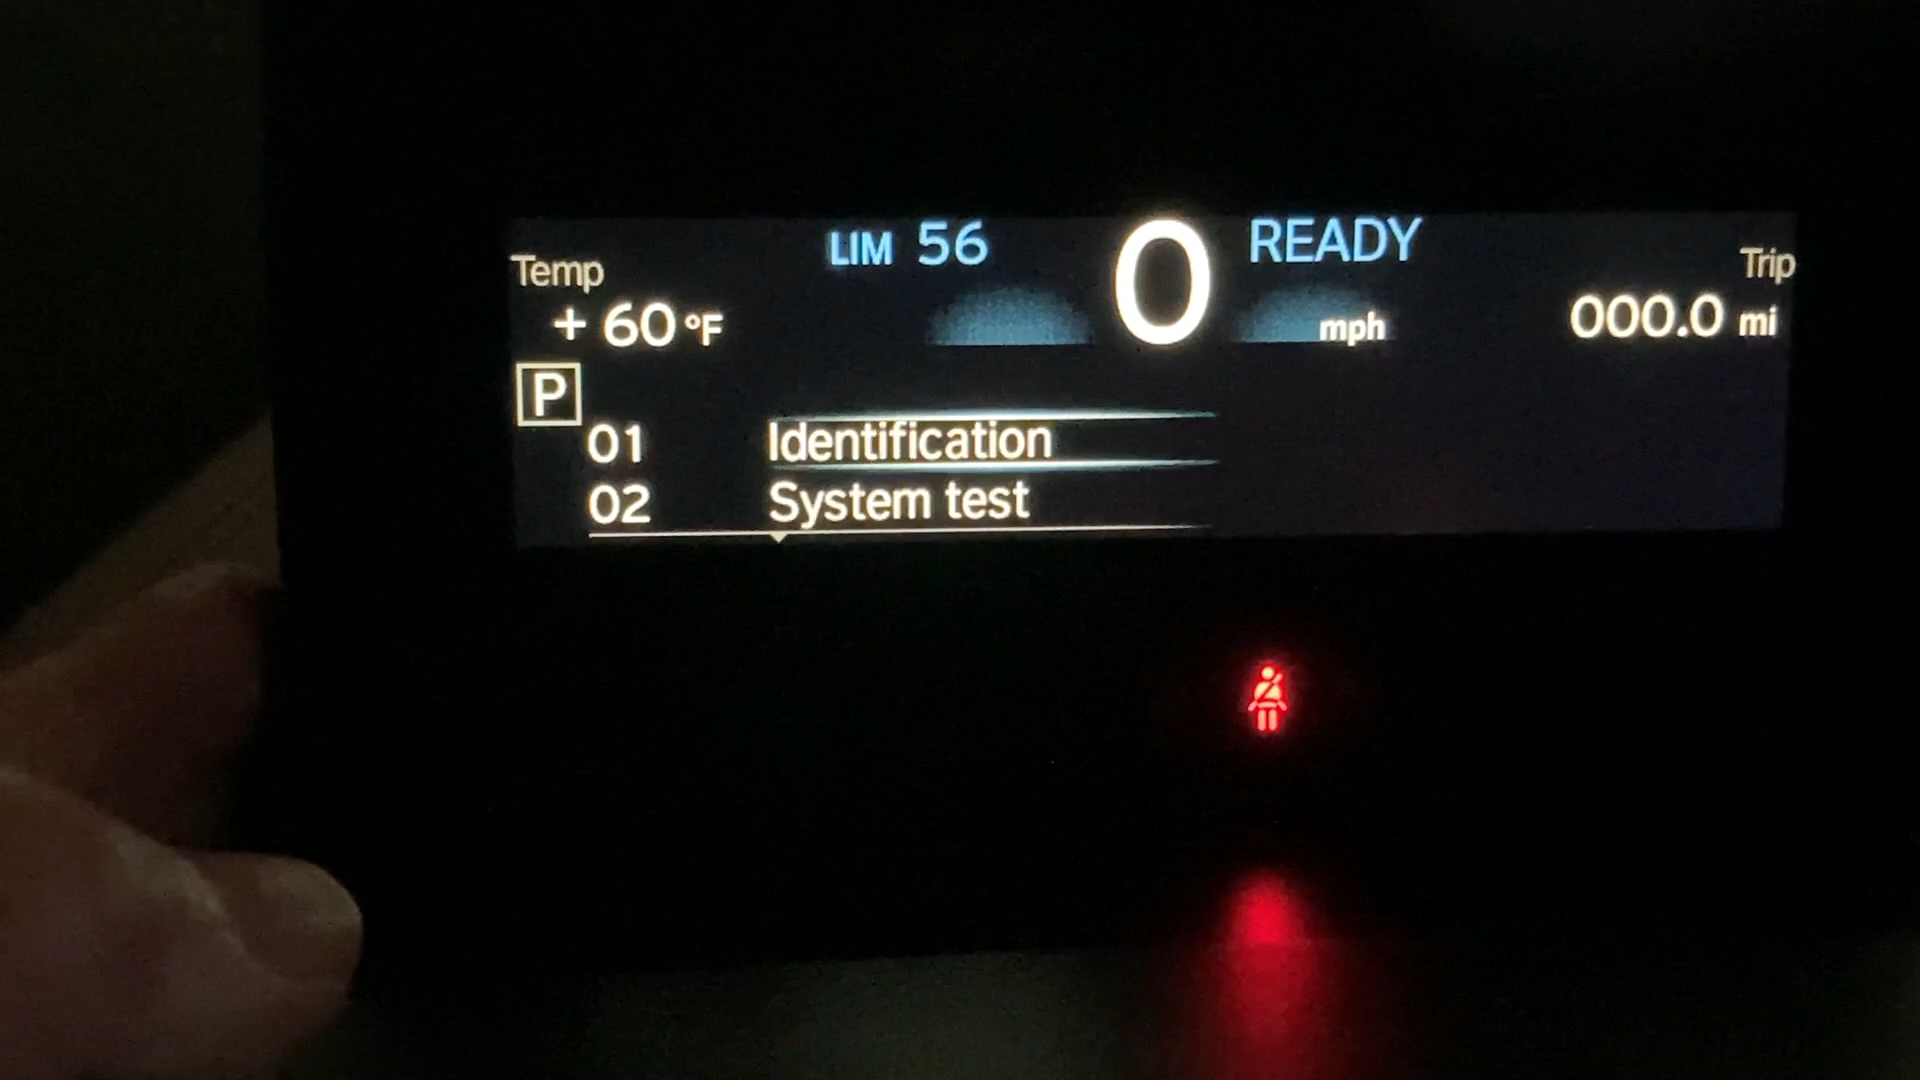 LIM 56 0 READY
Temp Trip
+ 60 °F mph 000.0 mi
P
01 Identification
02 System test